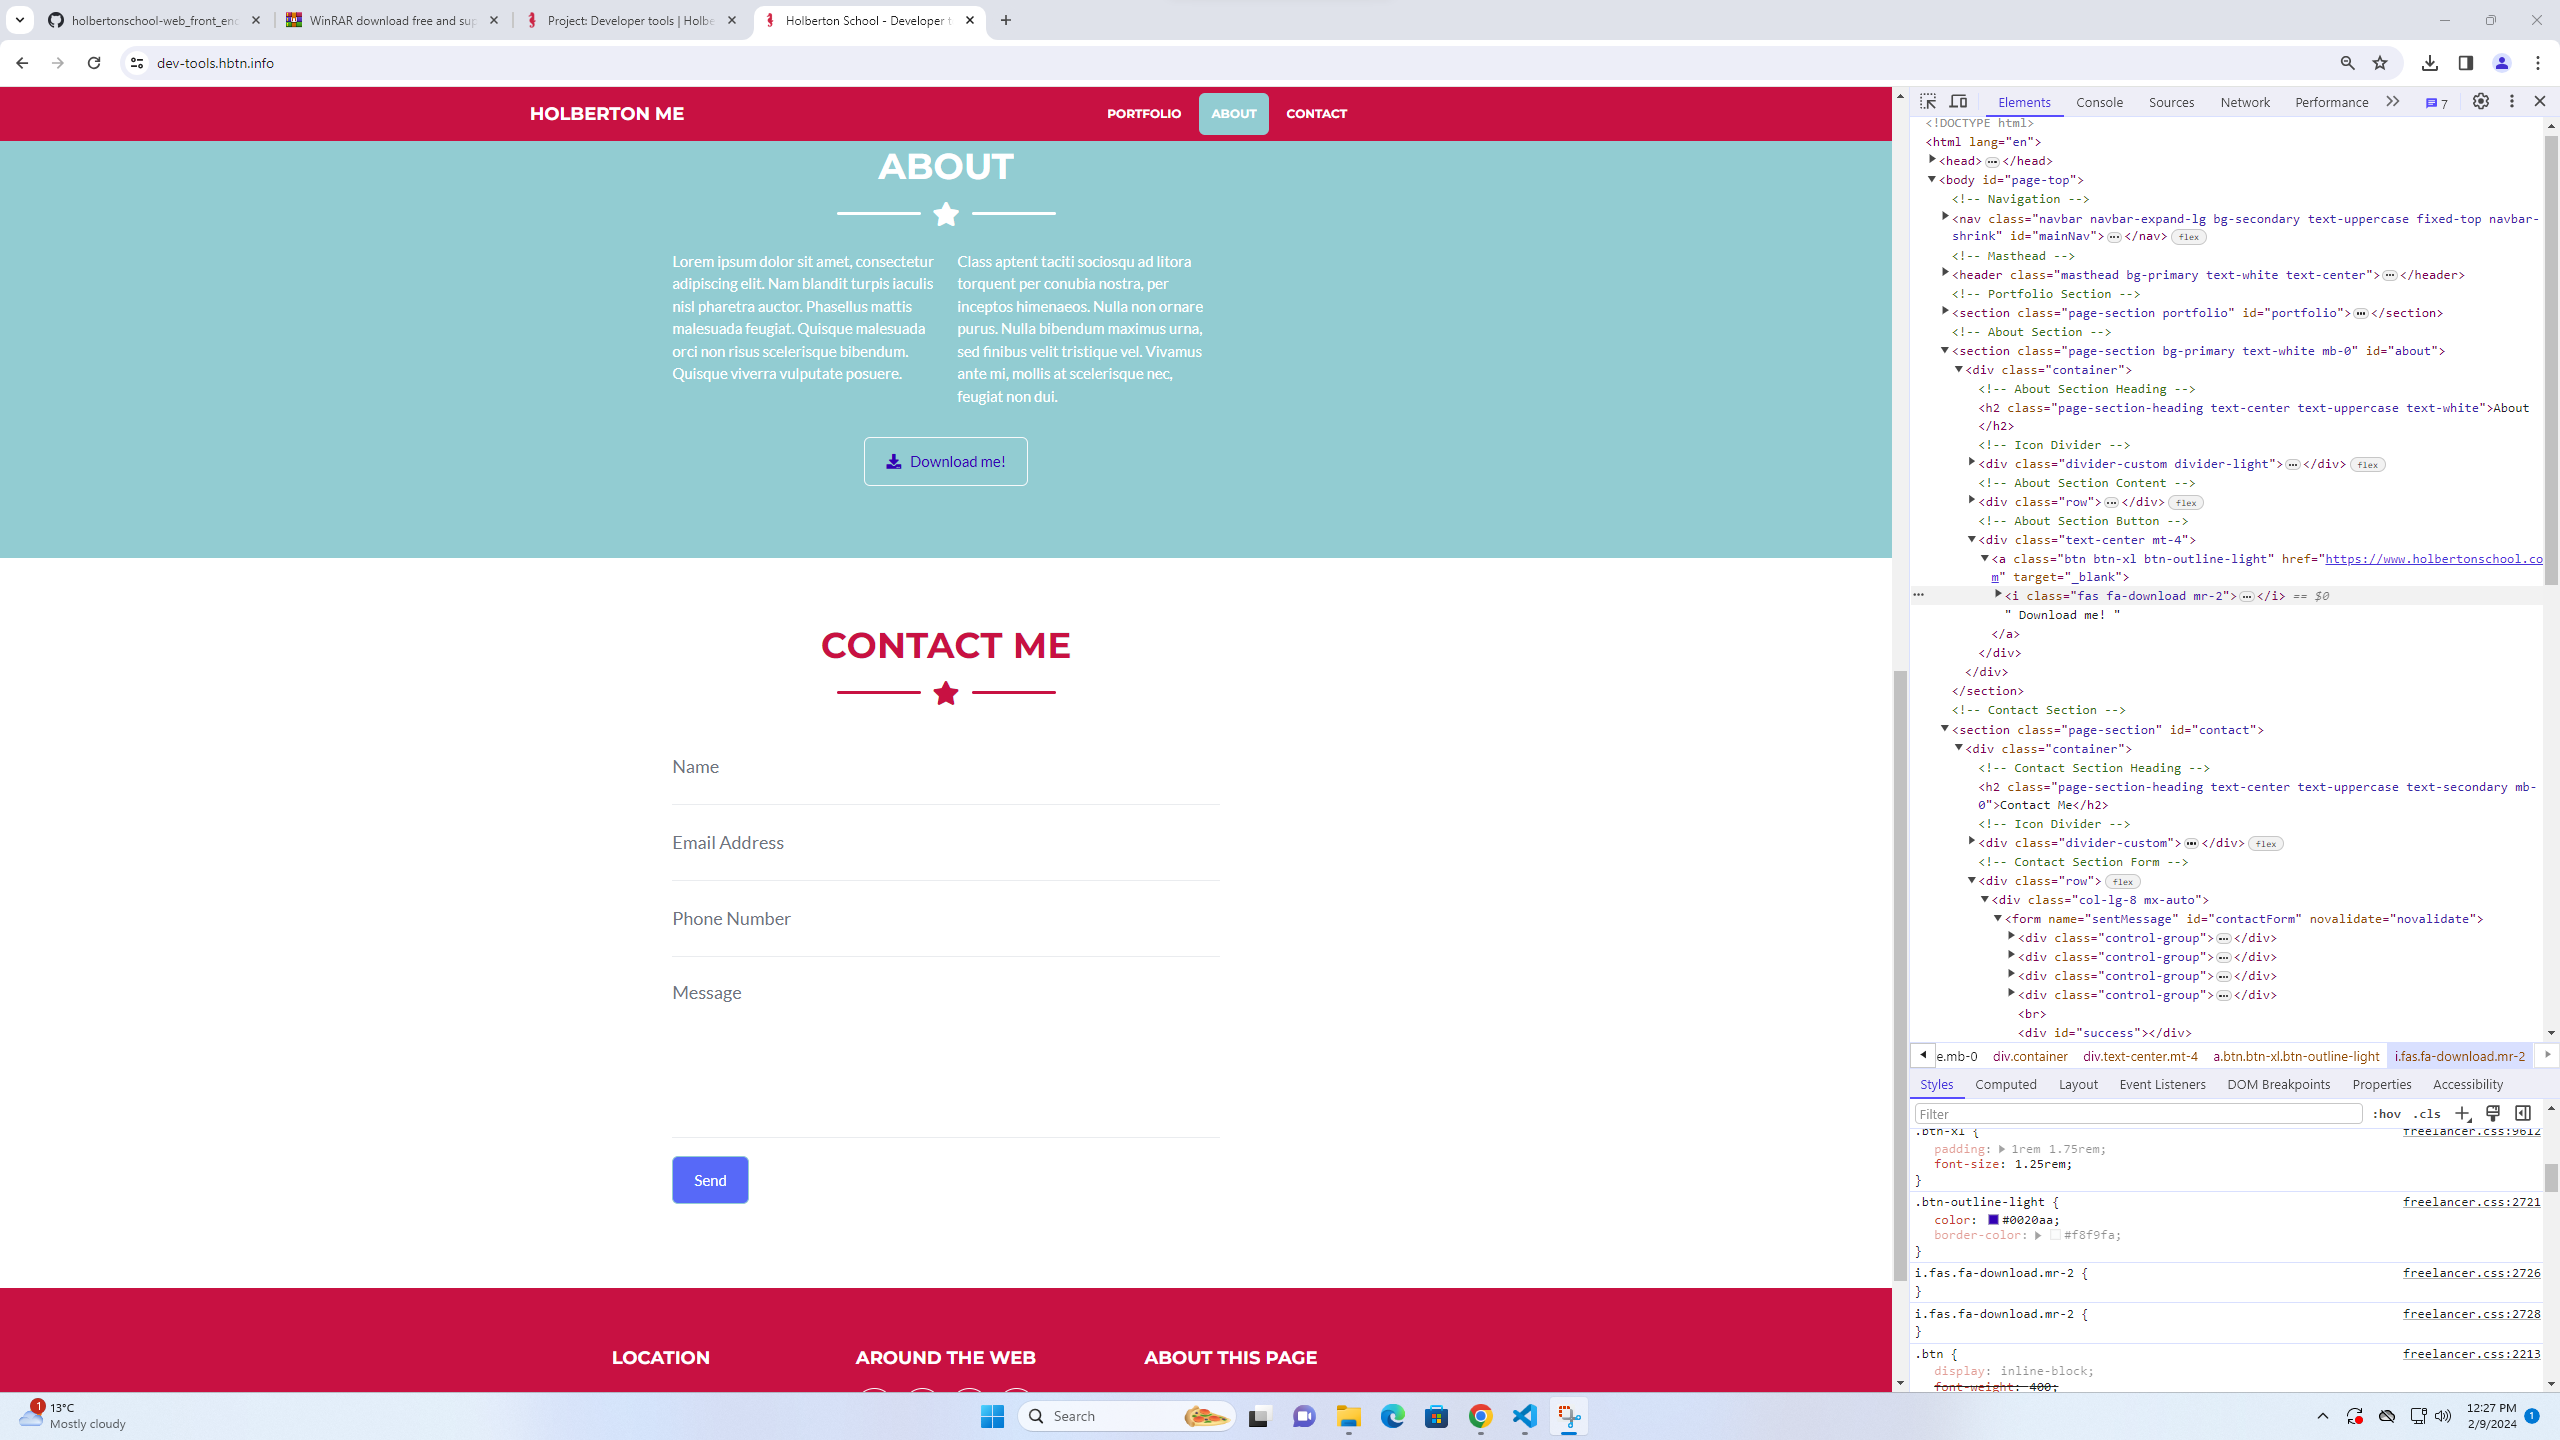 holbertonschool-web_front_end
WinRAR download free and sup
Project: Developer tools | Holbe
Holberton School - Developer t
dev-tools.hbtn.info
HOLBERTON ME
PORTFOLIO
ABOUT
CONTACT
ABOUT
Lorem ipsum dolor sit amet, consectetur
adipiscing elit. Nam blandit turpis iaculis
nisl pharetra auctor. Phasellus mattis
malesuada feugiat. Quisque malesuada
orci non risus scelerisque bibendum.
Quisque viverra vulputate posuere.
Class aptent taciti sociosqu ad litora
torquent per conubia nostra, per
inceptos himenaeos. Nulla non ornare
purus. Nulla bibendum maximus urna,
sed finibus velit tristique vel. Vivamus
ante mi, mollis at scelerisque nec,
feugiat non dui.
Download me!
CONTACT ME
Name
Email Address
Phone Number
Message
Send
LOCATION
AROUND THE WEB
ABOUT THIS PAGE
Elements Console Sources Network Performance 7
<!DOCTYPE html>
<html lang="en">
<head> ··· </head>
<body id="page-top">
<!-- Navigation -->
<nav class="navbar navbar-expand-lg bg-secondary text-uppercase fixed-top navbar-
shrink" id="mainNav"> ··· </nav> flex
<!-- Masthead -->
<header class="masthead bg-primary text-white text-center"> ··· </header>
<!-- Portfolio Section -->
<section class="page-section portfolio" id="portfolio"> ··· </section>
<!-- About Section -->
<section class="page-section bg-primary text-white mb-0" id="about">
<div class="container">
<!-- About Section Heading -->
<h2 class="page-section-heading text-center text-uppercase text-white">About
</h2>
<!-- Icon Divider -->
<div class="divider-custom divider-light"> ··· </div> flex
<!-- About Section Content -->
<div class="row"> ··· </div> flex
<!-- About Section Button -->
<div class="text-center mt-4">
<a class="btn btn-xl btn-outline-light" href="https://www.holbertonschool.co
m" target="_blank">
··· <i class="fas fa-download mr-2"> ··· </i> == $0
" Download me! "
</a>
</div>
</div>
</section>
<!-- Contact Section -->
<section class="page-section" id="contact">
<div class="container">
<!-- Contact Section Heading -->
<h2 class="page-section-heading text-center text-uppercase text-secondary mb-
0">Contact Me</h2>
<!-- Icon Divider -->
<div class="divider-custom"> ··· </div> flex
<!-- Contact Section Form -->
<div class="row"> flex
<div class="col-lg-8 mx-auto">
<form name="sentMessage" id="contactForm" novalidate="novalidate">
<div class="control-group"> ··· </div>
<div class="control-group"> ··· </div>
<div class="control-group"> ··· </div>
<div class="control-group"> ··· </div>
<br>
<div id="success"></div>
e.mb-0 div.container div.text-center.mt-4 a.btn.btn-xl.btn-outline-light i.fas.fa-download.mr-2
Styles Computed Layout Event Listeners DOM Breakpoints Properties Accessibility
Filter :hov .cls
.btn-xl { freelancer.css:9612
padding: 1rem 1.75rem;
font-size: 1.25rem;
}
.btn-outline-light { freelancer.css:2721
color: #0020aa;
border-color: #f8f9fa;
}
i.fas.fa-download.mr-2 { freelancer.css:2726
}
i.fas.fa-download.mr-2 { freelancer.css:2728
}
.btn { freelancer.css:2213
display: inline-block;
font-weight: 400;
1
13°C
Mostly cloudy
Search
12:27 PM
2/9/2024
1